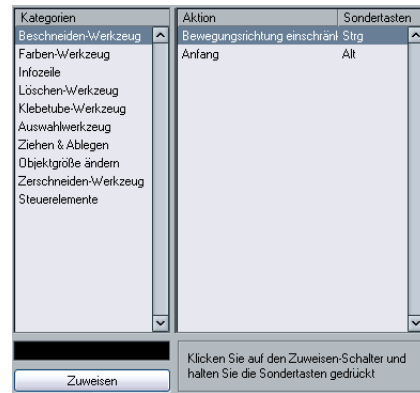 Kategorien
Beschneiden-Werkzeug
Farben-Werkzeug
Infozeile
Löschen-Werkzeug
Klebetube-Werkzeug
Auswahlwerkzeug
Ziehen & Ablegen
Objektgröße ändern
Zerschneiden-Werkzeug
Steuerelemente
Aktion Sondertasten
Bewegungsrichtung einschränk Strg
Anfang Alt
Zuweisen
Klicken Sie auf den Zuweisen-Schalter und
halten Sie die Sondertasten gedrückt